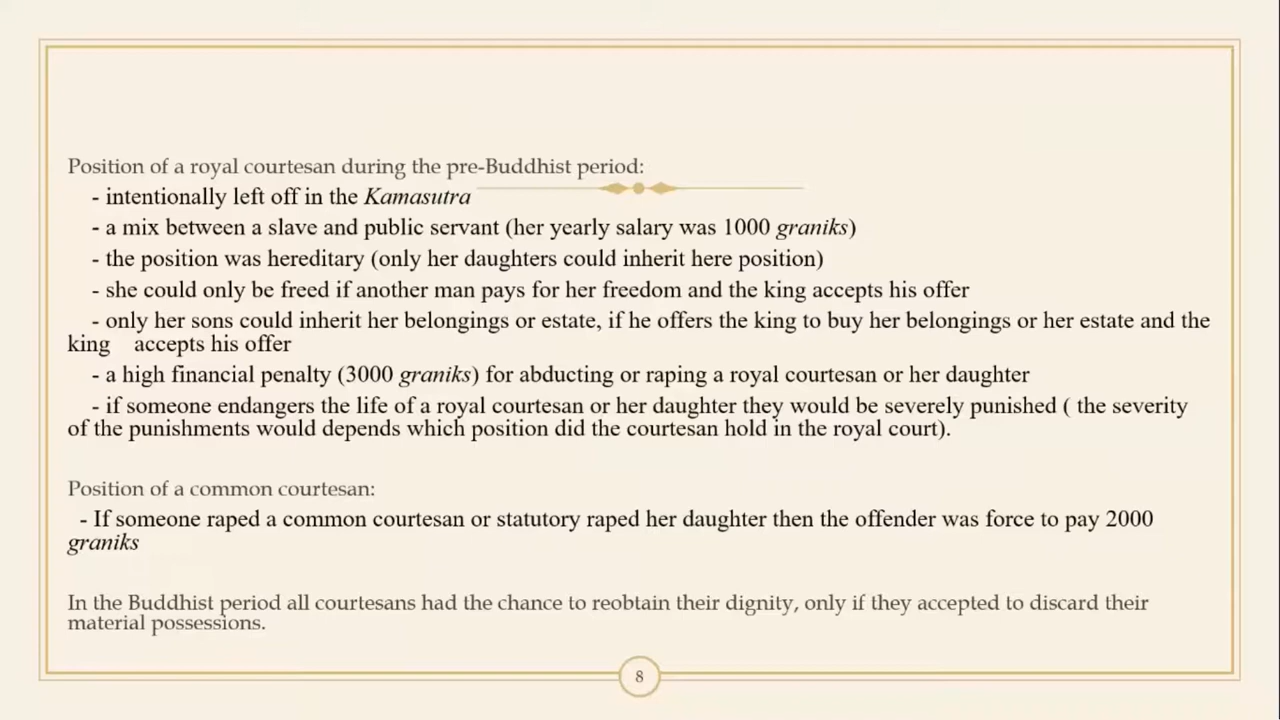 Position of a royal courtesan during the pre-Buddhist period:
- intentionally left off in the Kamasutra
- a mix between a slave and public servant (her yearly salary was 1000 graniks)
- the position was hereditary (only her daughters could inherit here position)
- she could only be freed if another man pays for her freedom and the king accepts his offer
- only her sons could inherit her belongings or estate, if he offers the king to buy her belongings or her estate and the
king accepts his offer
- a high financial penalty (3000 graniks) for abducting or raping a royal courtesan or her daughter
- if someone endangers the life of a royal courtesan or her daughter they would be severely punished ( the severity
of the punishments would depends which position did the courtesan hold in the royal court).
Position of a common courtesan:
- If someone raped a common courtesan or statutory raped her daughter then the offender was force to pay 2000
graniks
In the Buddhist period all courtesans had the chance to reobtain their dignity, only if they accepted to discard their
material possessions.
8